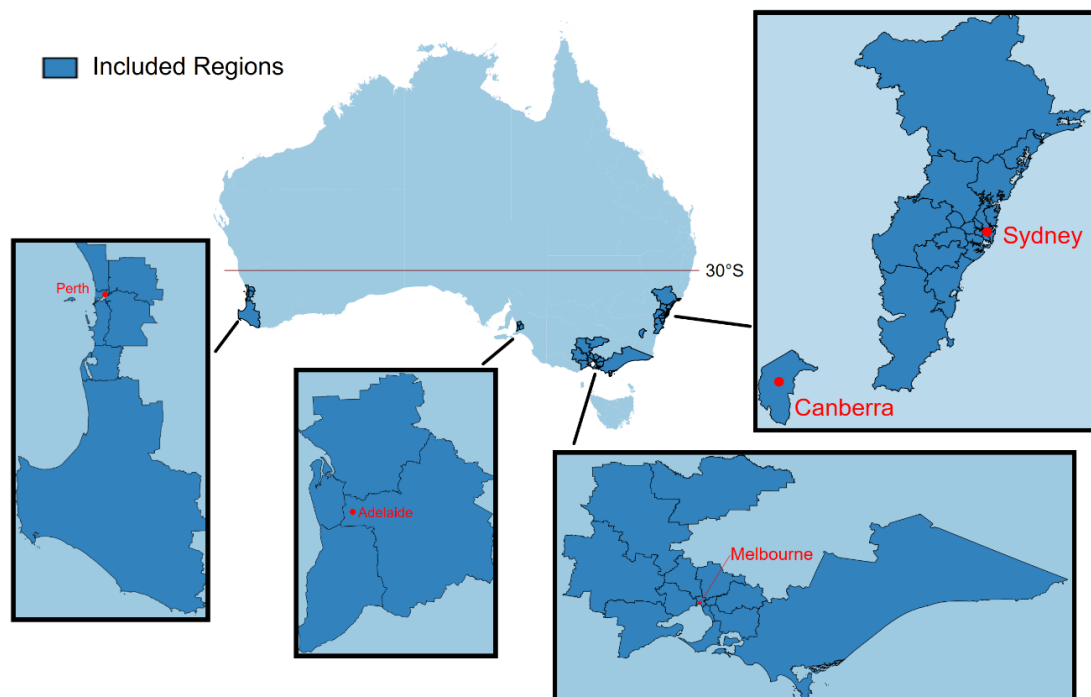 Included Regions
Sydney
30°S
Perth
Canberra
Adelaide
Melbourne